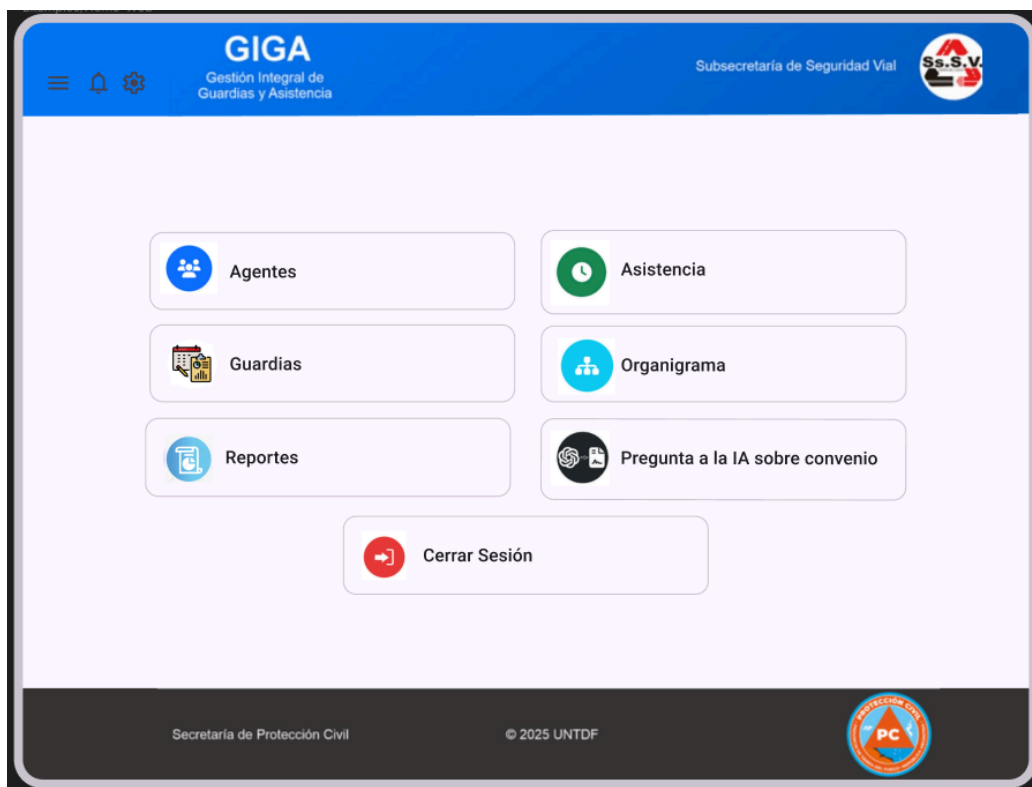 GIGA
Gestión Integral de
Guardias y Asistencia
Subsecretaría de Seguridad Vial
Ss.S.V.
Agentes
Asistencia
Guardias
Organigrama
Reportes
Pregunta a la IA sobre convenio
Cerrar Sesión
Secretaría de Protección Civil
© 2025 UNTDF
PROTECCIÓN CIVIL
PC